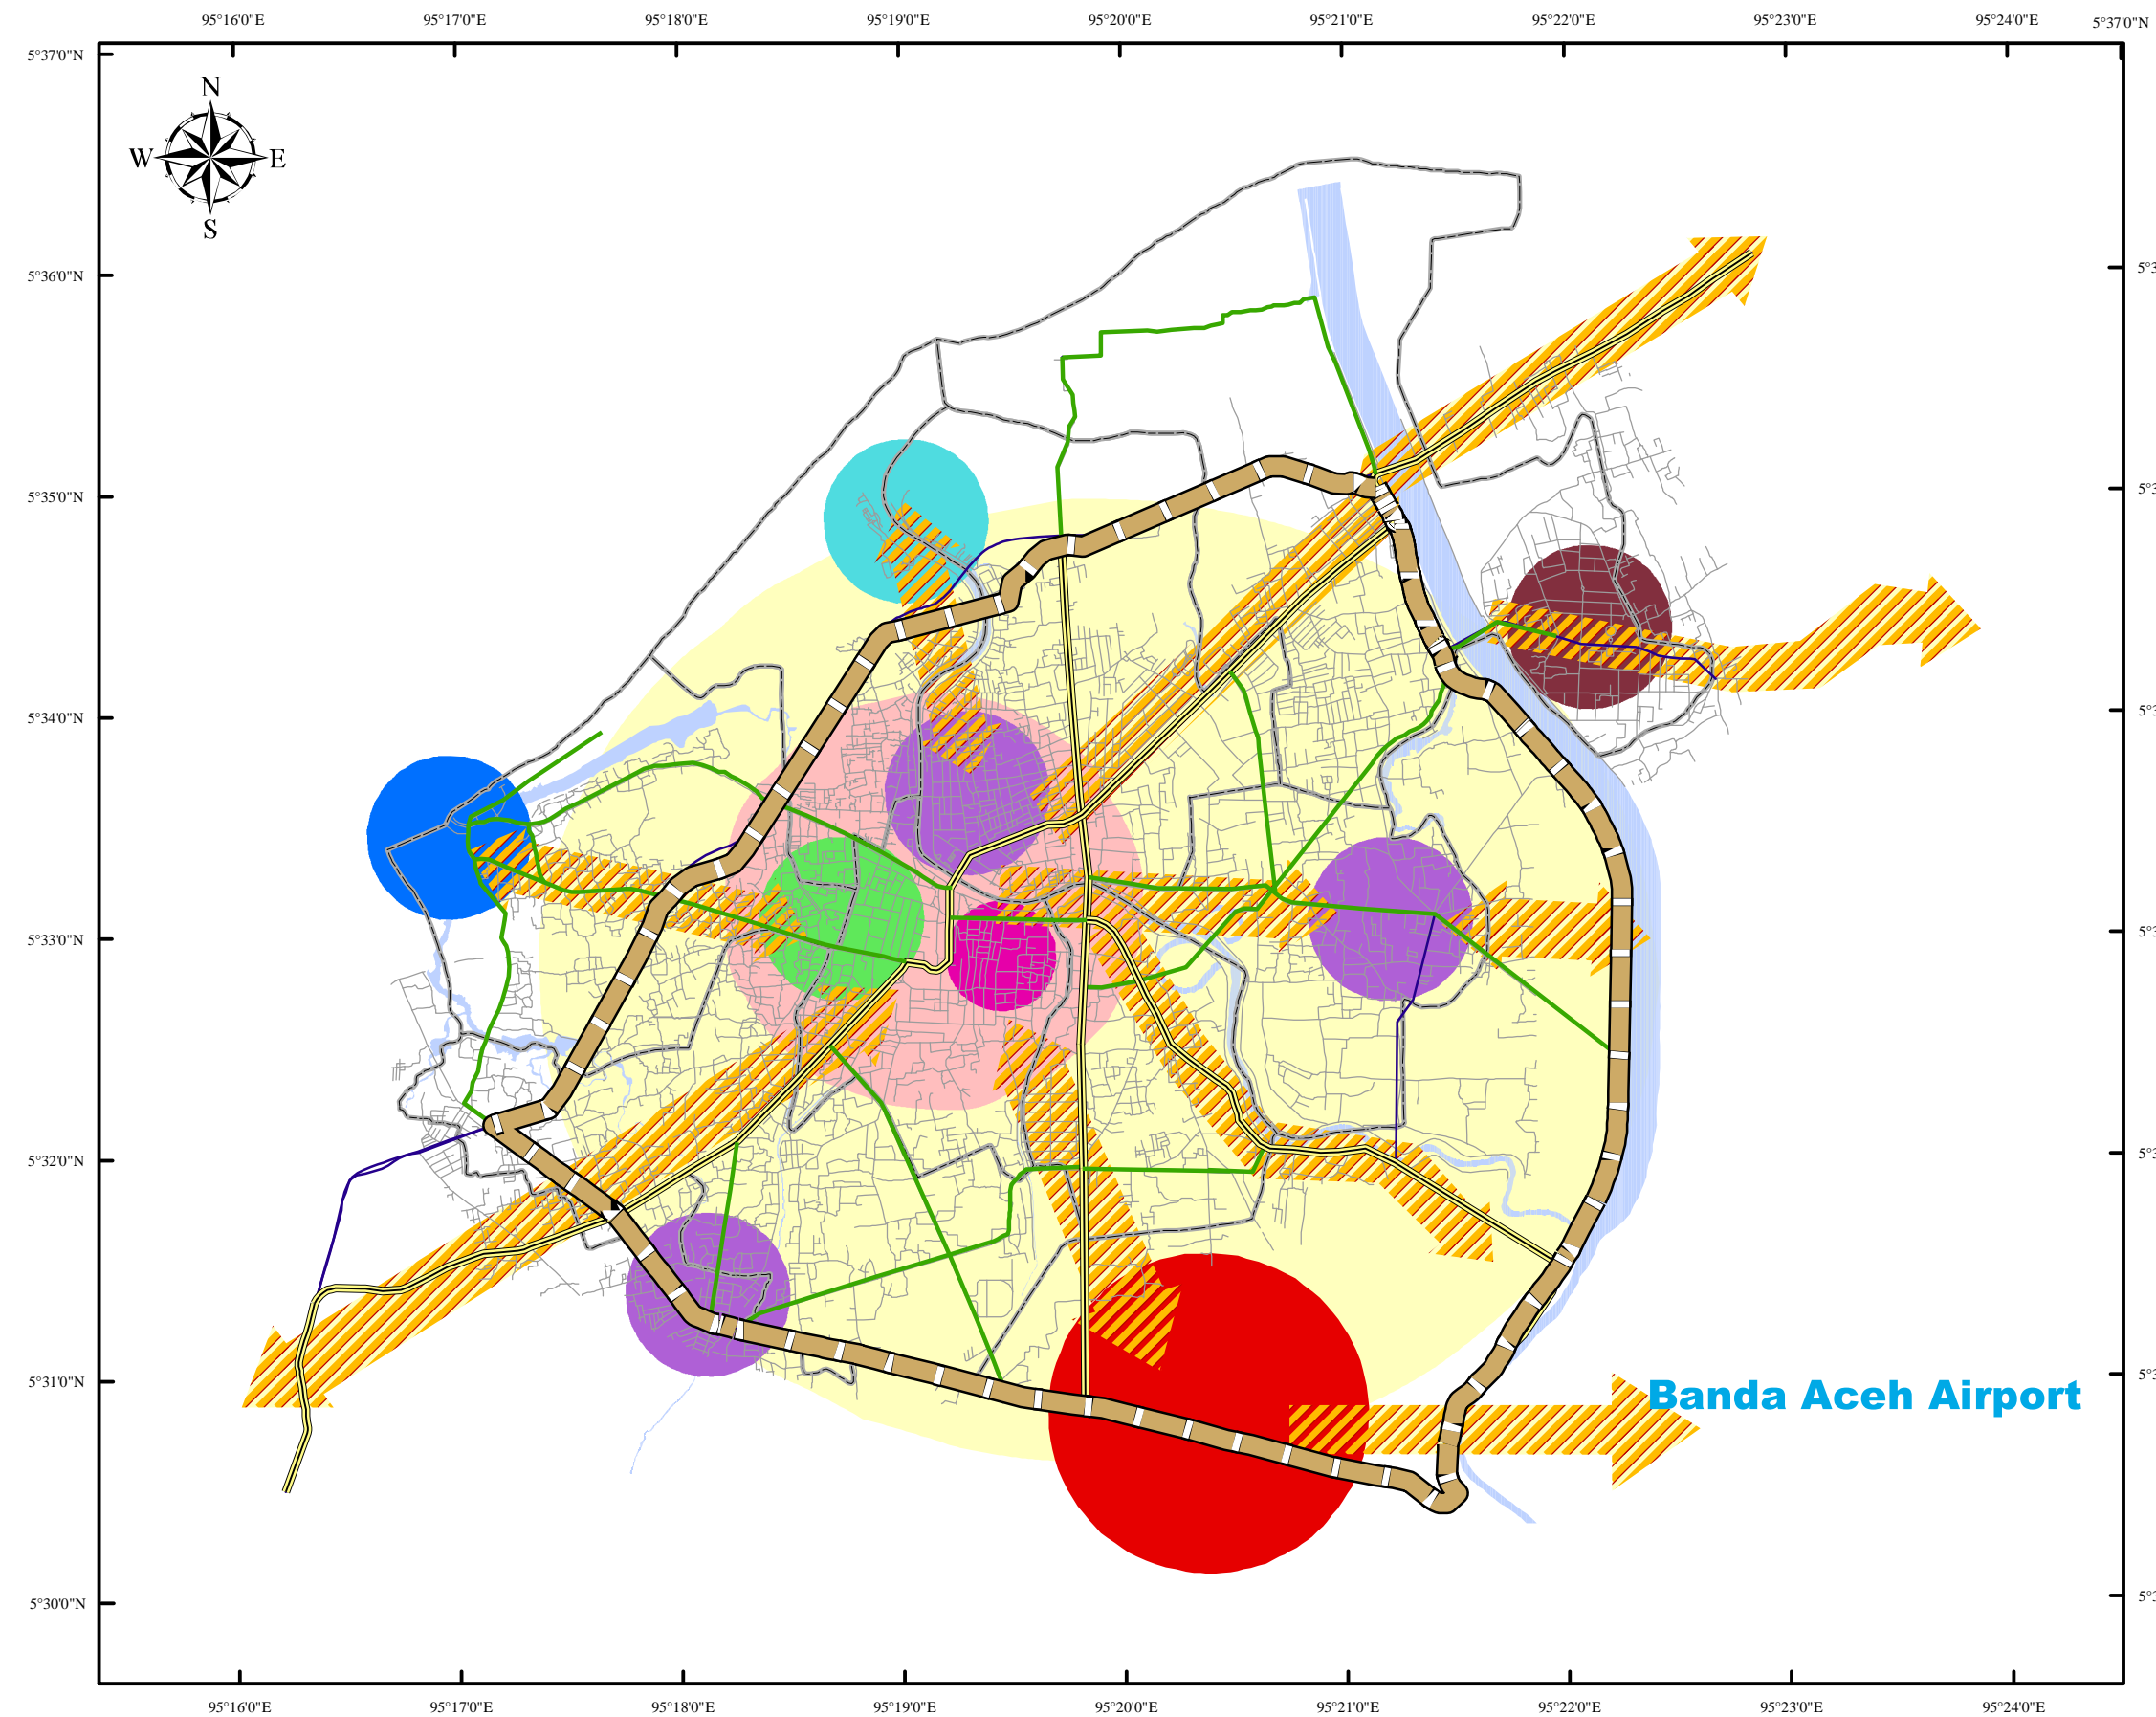 95°16'0"E 95°17'0"E 95°18'0"E 95°19'0"E 95°20'0"E 95°21'0"E 95°22'0"E 95°23'0"E 95°24'0"E 5°37'0"N
5°37'0"N
N
W E
S
5°36'0"N
5°35'0"N
5°34'0"N
5°33'0"N
5°32'0"N
5°31'0"N
Banda Aceh Airport
5°30'0"N
95°16'0"E 95°17'0"E 95°18'0"E 95°19'0"E 95°20'0"E 95°21'0"E 95°22'0"E 95°23'0"E 95°24'0"E